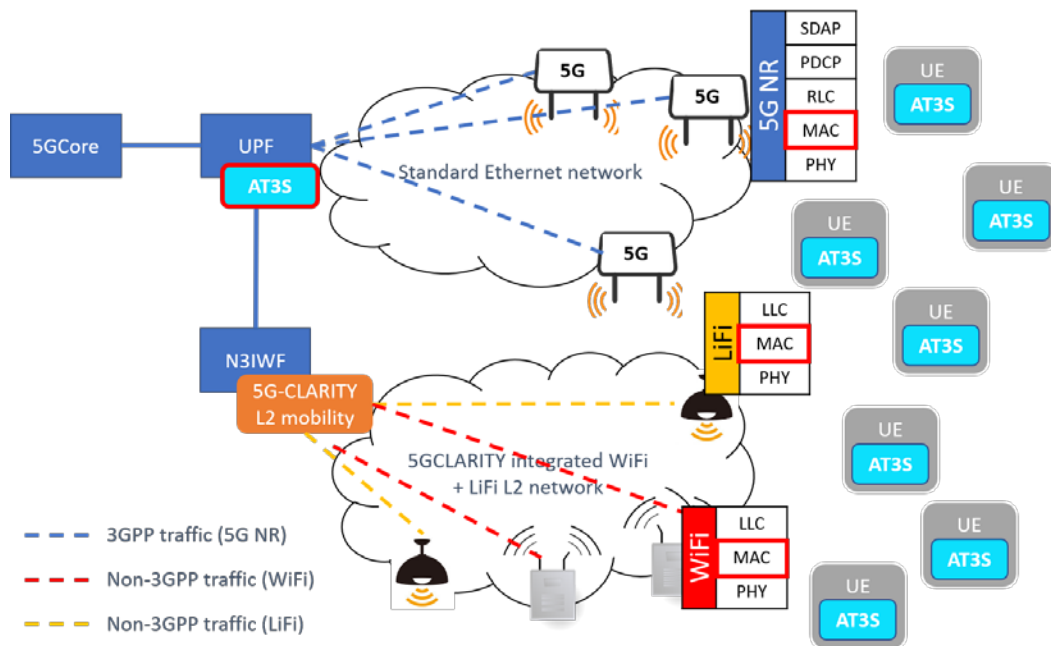 5GCore
UPF
AT3S
5G
5G
Standard Ethernet network
5G
5G NR
SDAP
PDCP
RLC
MAC
PHY
UE
AT3S
UE
AT3S
UE
AT3S
UE
AT3S
N3IWF
5G-CLARITY
L2 mobility
LiFi
LLC
MAC
PHY
5GCLARITY integrated WiFi
+ LiFi L2 network
WiFi
LLC
MAC
PHY
UE
AT3S
UE
AT3S
UE
AT3S
3GPP traffic (5G NR)
Non-3GPP traffic (WiFi)
Non-3GPP traffic (LiFi)